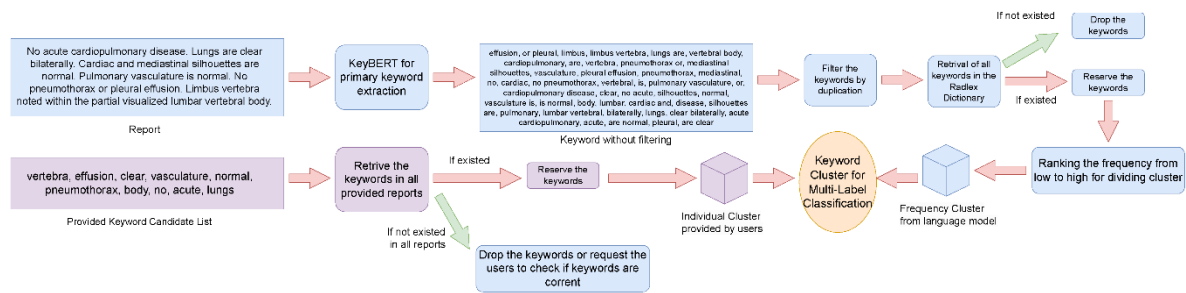 No acute cardiopulmonary disease. Lungs are clear
bilaterally. Cardiac and mediastinal silhouettes are
normal. Pulmonary vasculature is normal. No
pneumothorax or pleural effusion. Limbus vertebra
noted within the partial visualized lumbar vertebral body.
Report
KeyBERT for
primary keyword
extraction
effusion, or pleural, limbus, limbus vertebra, lungs are, vertebral body,
cardiopulmonary, are, vertebra, pneumothorax or, mediastinal
silhouettes, vasculature, pleural effusion, pneumothorax, mediastinal,
no, cardiac, no pneumothorax, vertebral, is, pulmonary vasculature, or,
cardiopulmonary disease, clear, no acute, silhouettes, normal,
vasculature is, is normal, body, lumbar, cardiac and, disease, silhouettes
are, pulmonary, lumbar vertebral, bilaterally, lungs, clear bilaterally, acute
cardiopulmonary, acute, are normal, pleural, are clear
Keyword without filtering
Filter the
keywords by
duplication
Retrival of all
keywords in the
Radlex
Dictionary
If not existed
Drop the
keywords
If existed
Reserve the
keywords
vertebra, effusion, clear, vasculature, normal,
pneumothorax, body, no, acute, lungs
Provided Keyword Candidate List
Retrive the
keywords in all
provided reports
If existed
Reserve the
keywords
Individual Cluster
provided by users
Keyword
Cluster for
Multi-Label
Classification
Frequency Cluster
from language model
Ranking the frequency from
low to high for dividing cluster
If not existed
in all reports
Drop the keywords or request the
users to check if keywords are
corrent